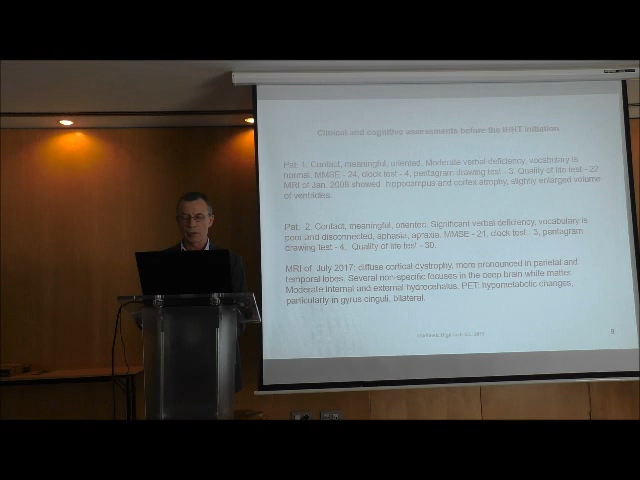 Clinical and cognitive assessments before the IHHT initiation
Pat. 1. Contact, meaningful, oriented. Moderate verbal deficiency, vocabulary is
normal. MMSE - 24, clock test - 4, pentagram drawing test - 3. Quality of life test - 22.
MRI of Jan. 2008 showed hippocampus and cortex atrophy, slightly enlarged volume
of ventricles.
Pat. 2. Contact, meaningful, oriented. Significant verbal deficiency, vocabulary is
poor and disconnected, aphasia, apraxia. MMSE - 21, clock test - 3, pentagram
drawing test - 4. Quality of life test - 30.
MRI of July 2017: diffuse cortical dystrophy, more pronounced in parietal and
temporal lobes. Several non-specific focuses in the deep brain white matter.
Moderate internal and external hydrocephalus. PET: hypometabolic changes,
particularly in gyrus cinguli, bilateral.
9